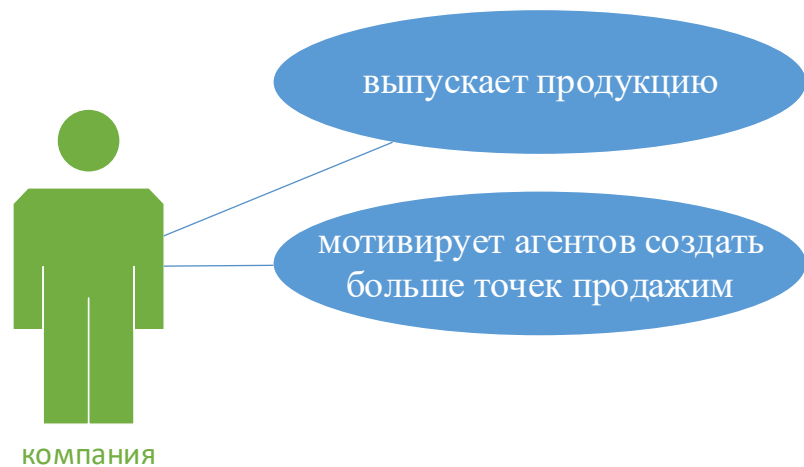 выпускает продукцию
мотивирует агентов создать
больше точек продажим
компания